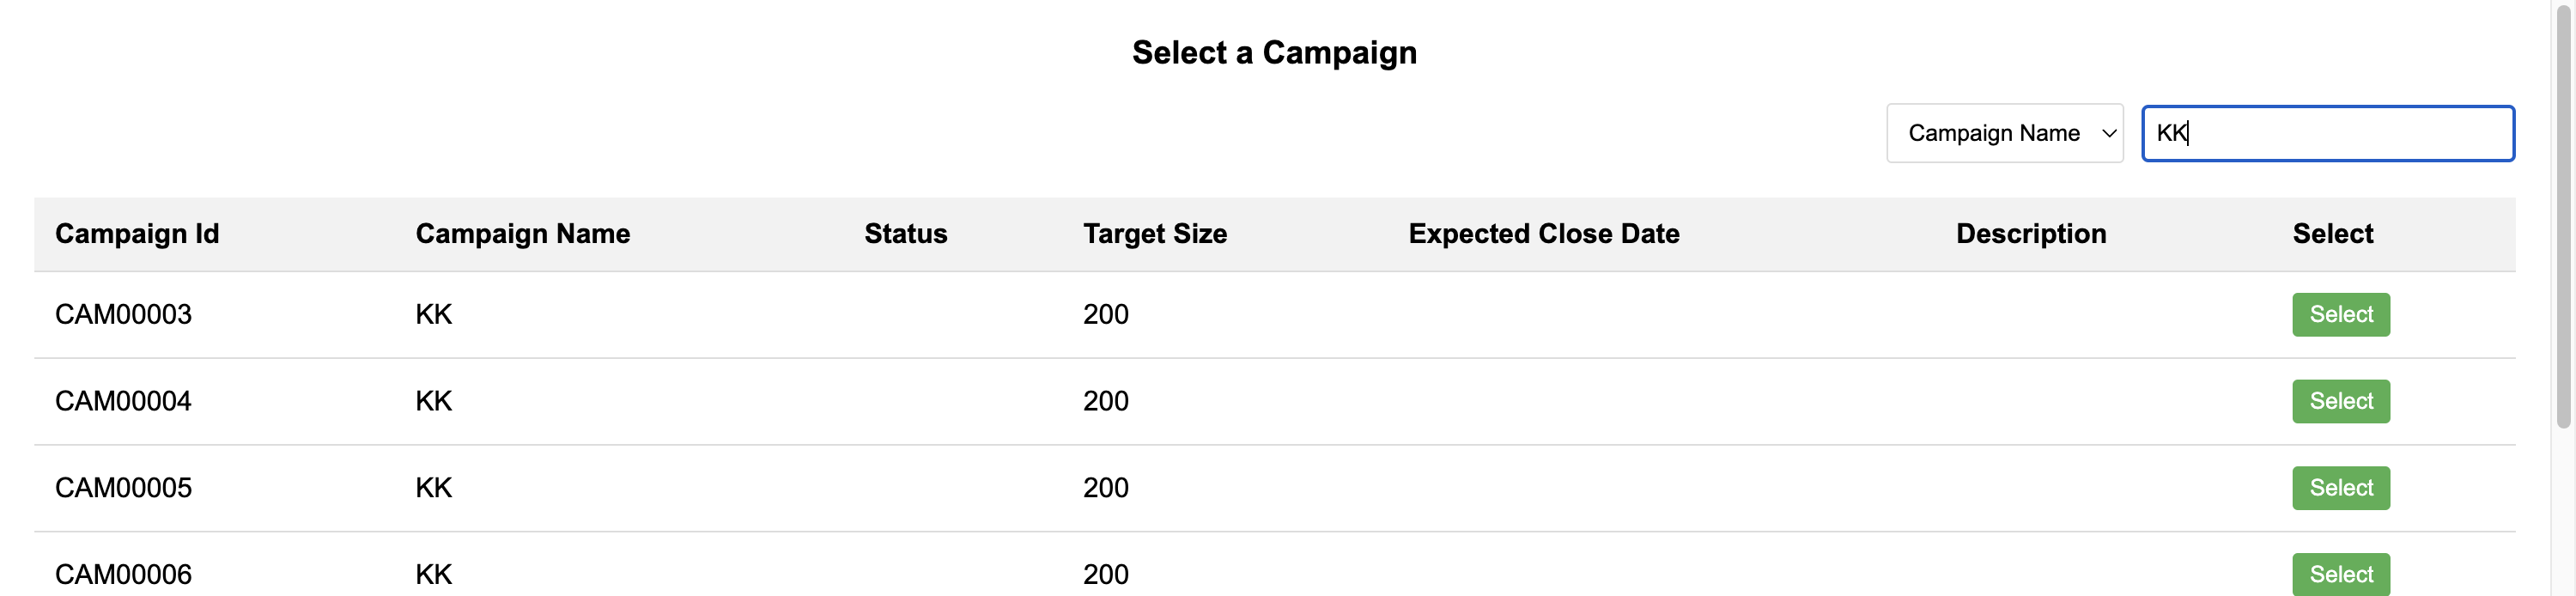 Select a Campaign
Campaign Name KK
Campaign Id Campaign Name Status Target Size Expected Close Date Description Select
CAM00003 KK 200 Select
CAM00004 KK 200 Select
CAM00005 KK 200 Select
CAM00006 KK 200 Select